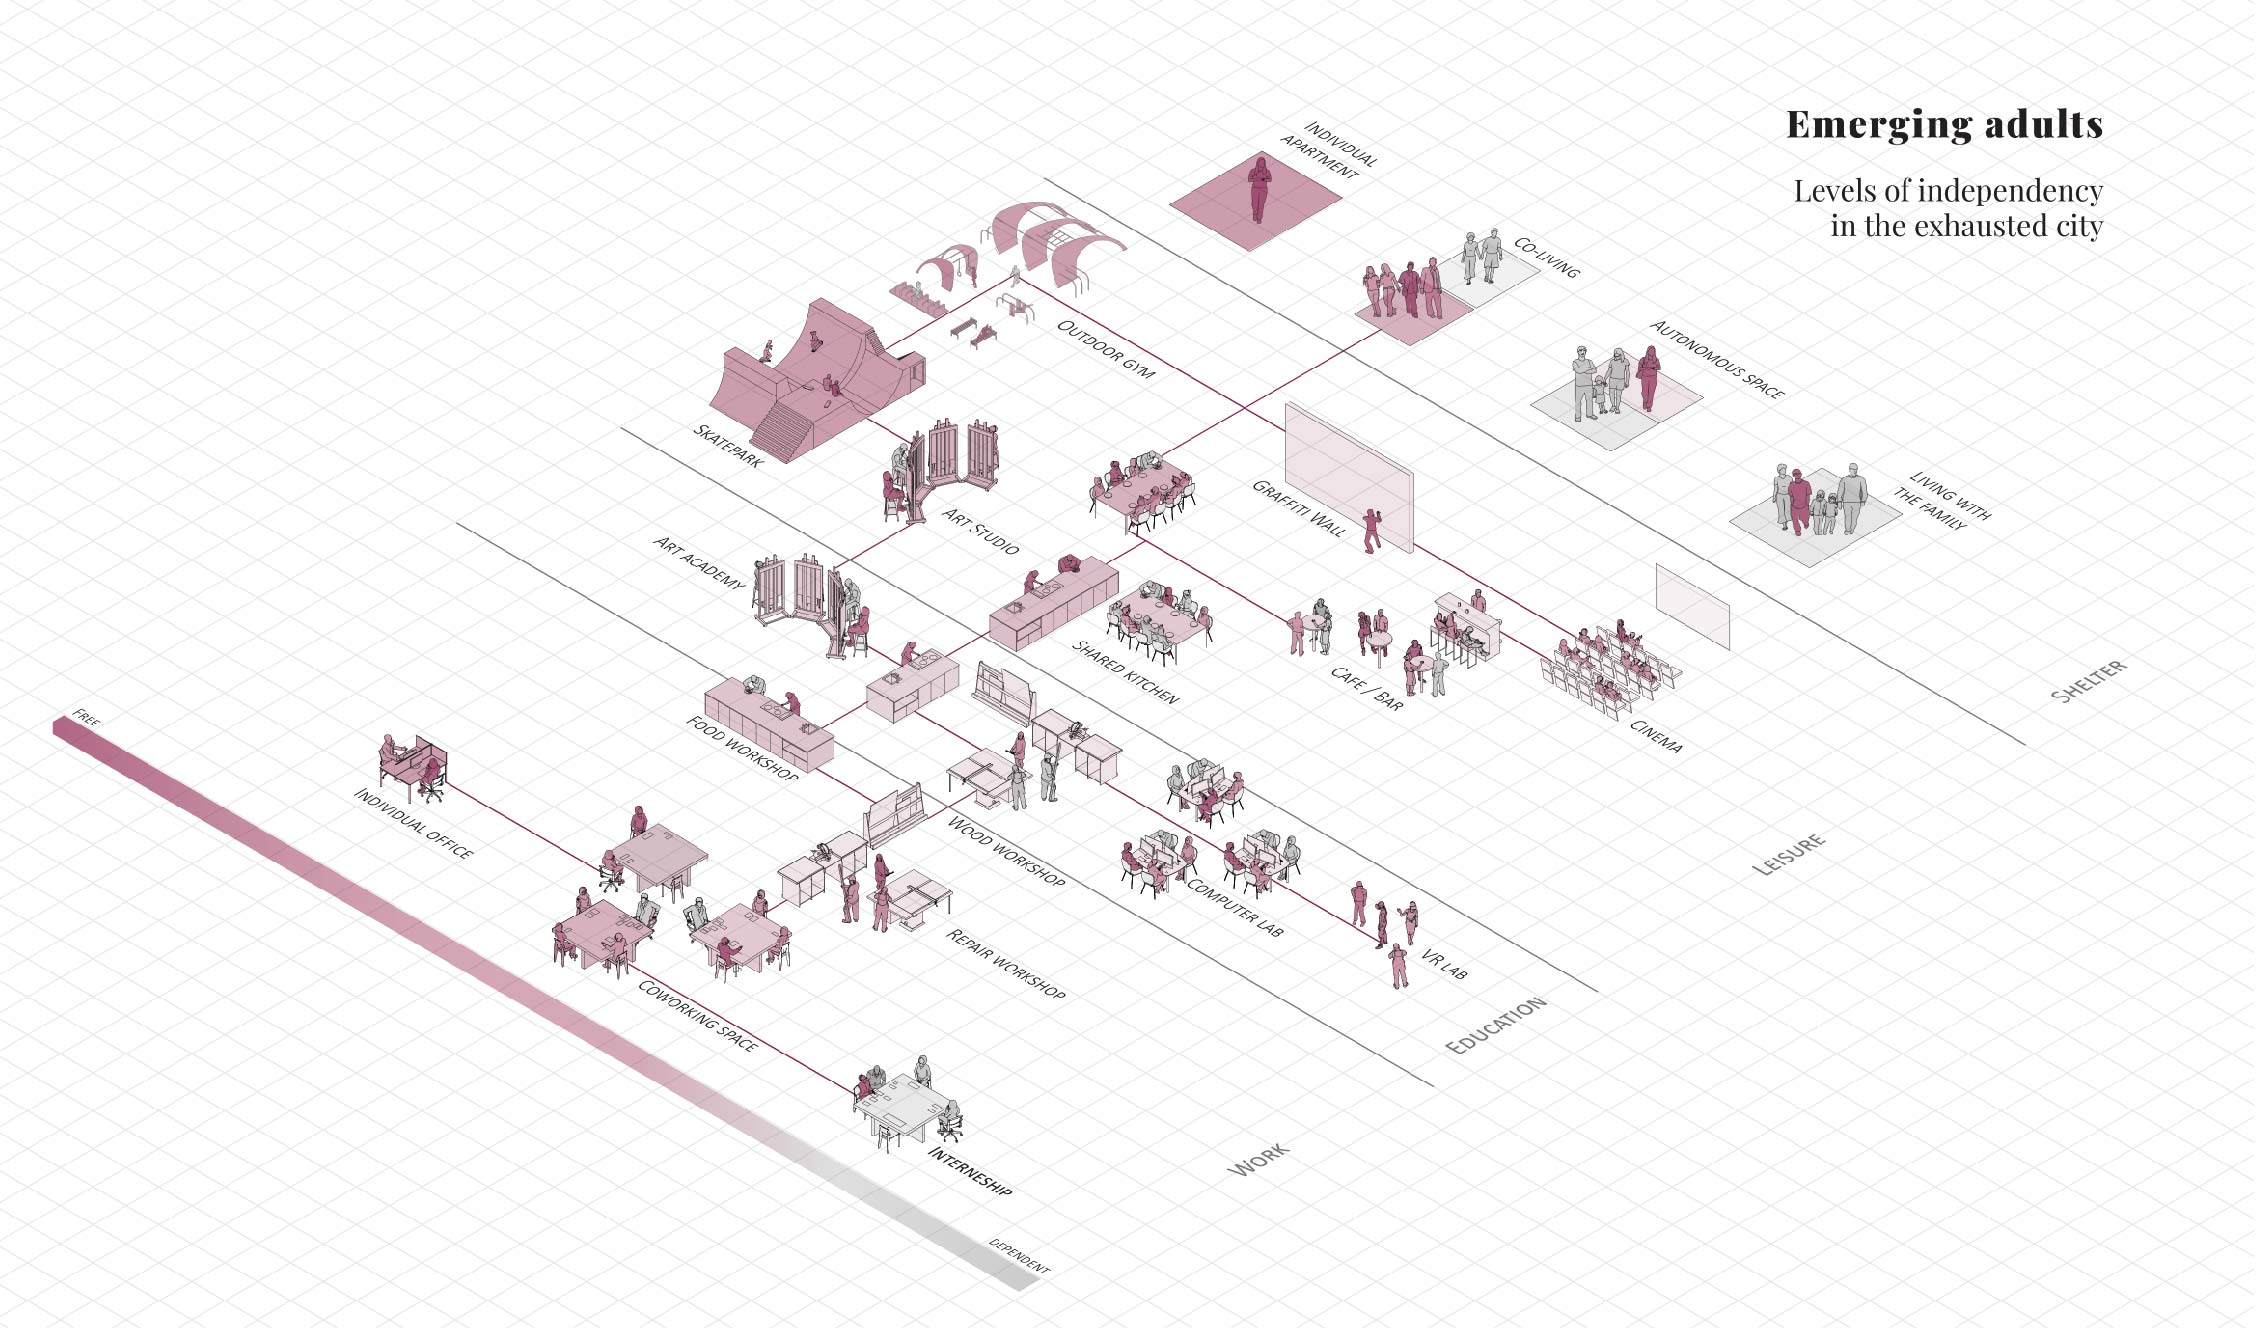 Emerging adults
Levels of independency
in the exhausted city
INDIVIDUAL
APARTMENT
CO-LIVING
AUTONOMOUS SPACE
LIVING WITH
THE FAMILY
SHELTER
OUTDOOR GYM
SKATEPARK
ART STUDIO
GRAFFITI WALL
SHARED KITCHEN
CAFE / BAR
CINEMA
LEISURE
ART ACADEMY
FOOD WORKSHOP
WOOD WORKSHOP
COMPUTER LAB
VR LAB
EDUCATION
INDIVIDUAL OFFICE
REPAIR WORKSHOP
COWORKING SPACE
INTERNESHIP
WORK
FREE
DEPENDENT